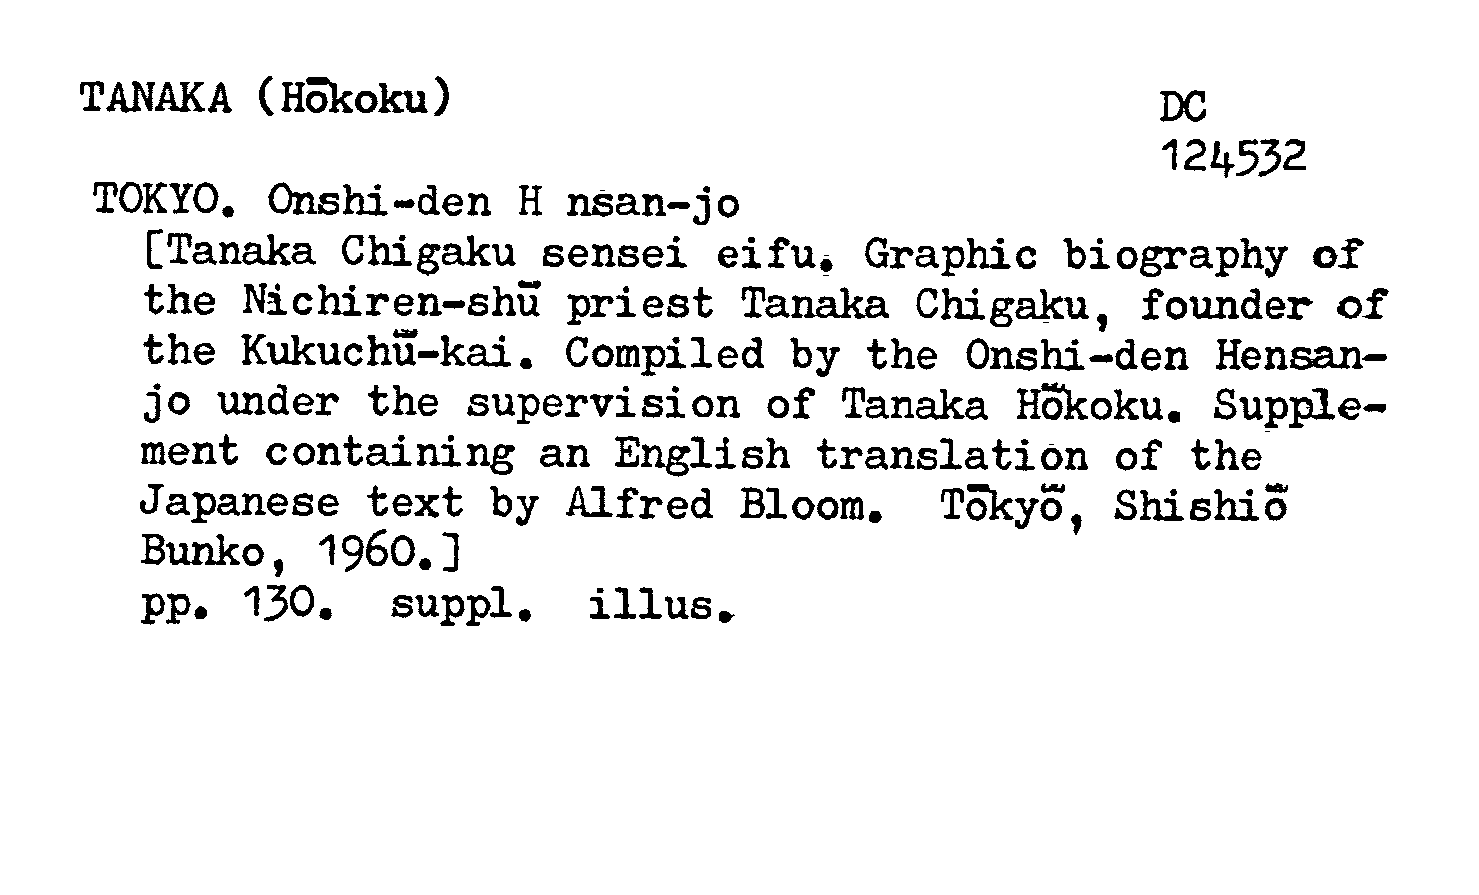 TANAKA (Hōkoku)
DC
124532
TOKYO. Onshi-den H nsan-jo
[Tanaka Chigaku sensei eifu. Graphic biography of
the Nichiren-shū priest Tanaka Chigaku, founder of
the Kukuchū-kai. Compiled by the Onshi-den Hensan-
jo under the supervision of Tanaka Hōkoku. Supple-
ment containing an English translation of the
Japanese text by Alfred Bloom. Tōkyō, Shishiō
Bunko, 1960.]
pp. 130. suppl. illus.